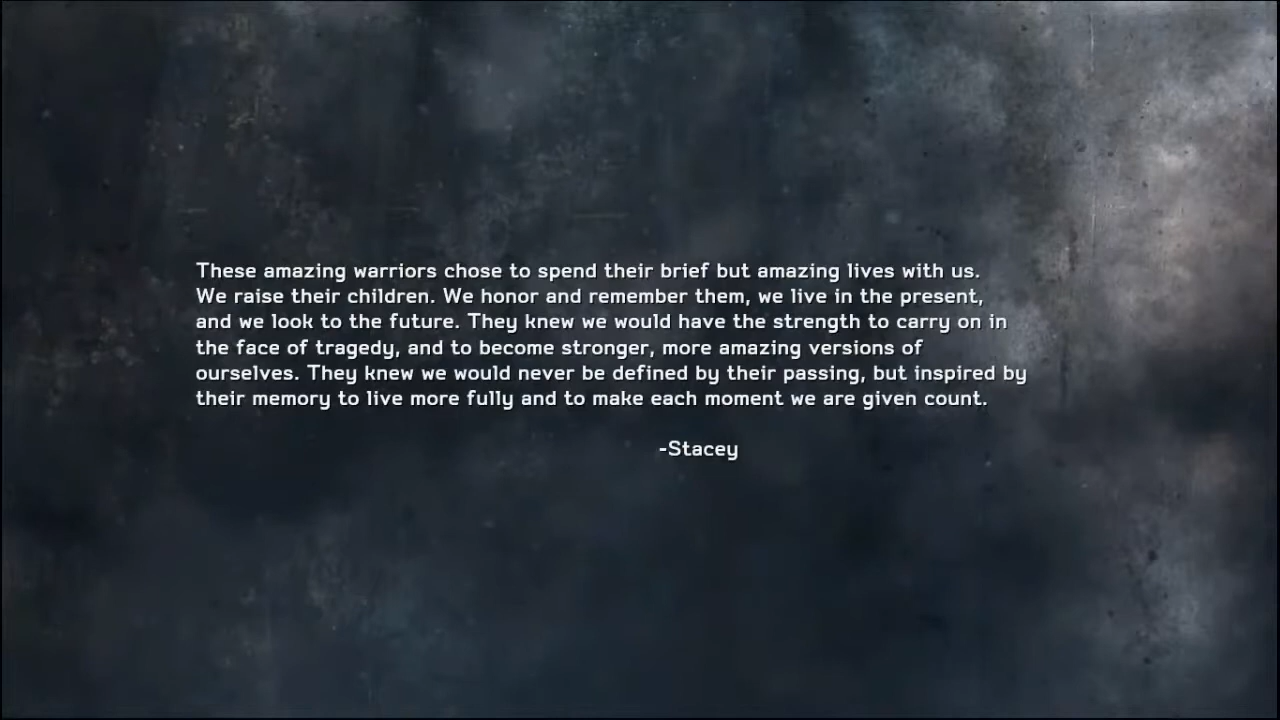 These amazing warriors chose to spend their brief but amazing lives with us.
We raise their children. We honor and remember them, we live in the present,
and we look to the future. They knew we would have the strength to carry on in
the face of tragedy, and to become stronger, more amazing versions of
ourselves. They knew we would never be defined by their passing, but inspired by
their memory to live more fully and to make each moment we are given count.
-Stacey